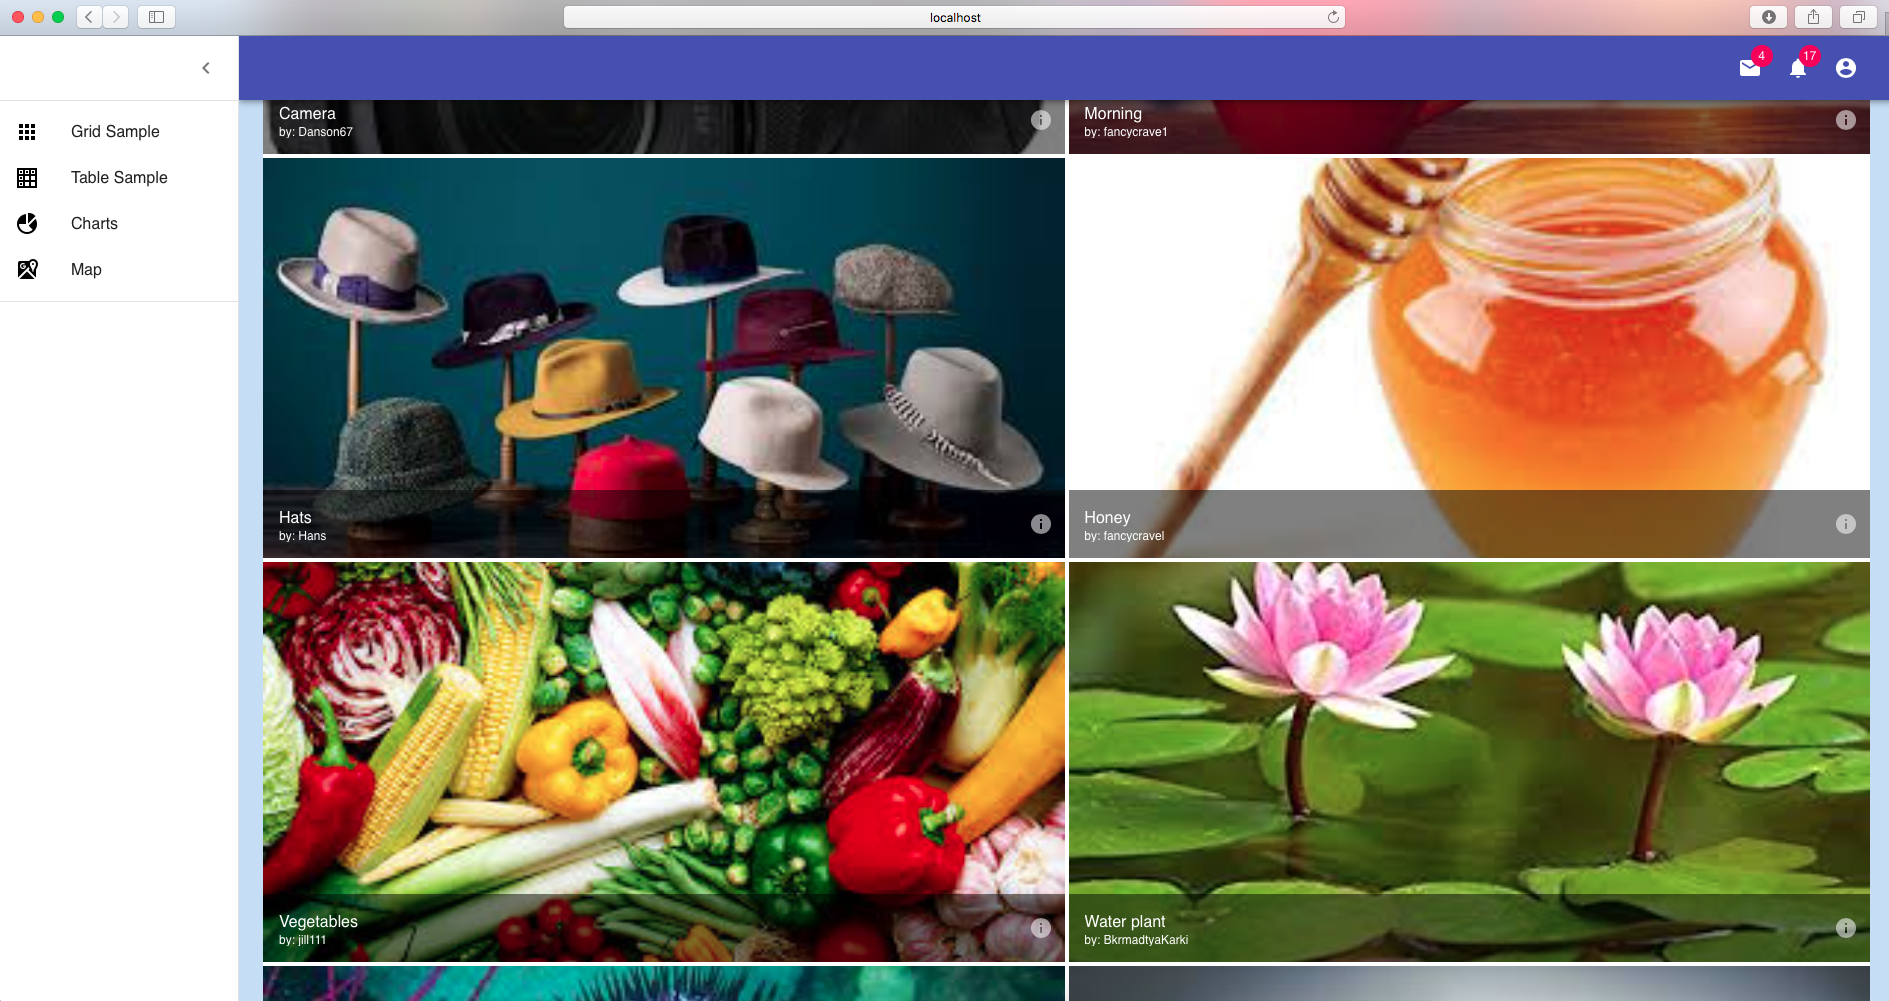 localhost
4
17
Grid Sample
Table Sample
Charts
Map
Camera
by: Danson67
Morning
by: fancycrave1
Hats
by: Hans
Honey
by: fancycravel
Vegetables
by: jill111
Water plant
by: BkrmadtyaKarki